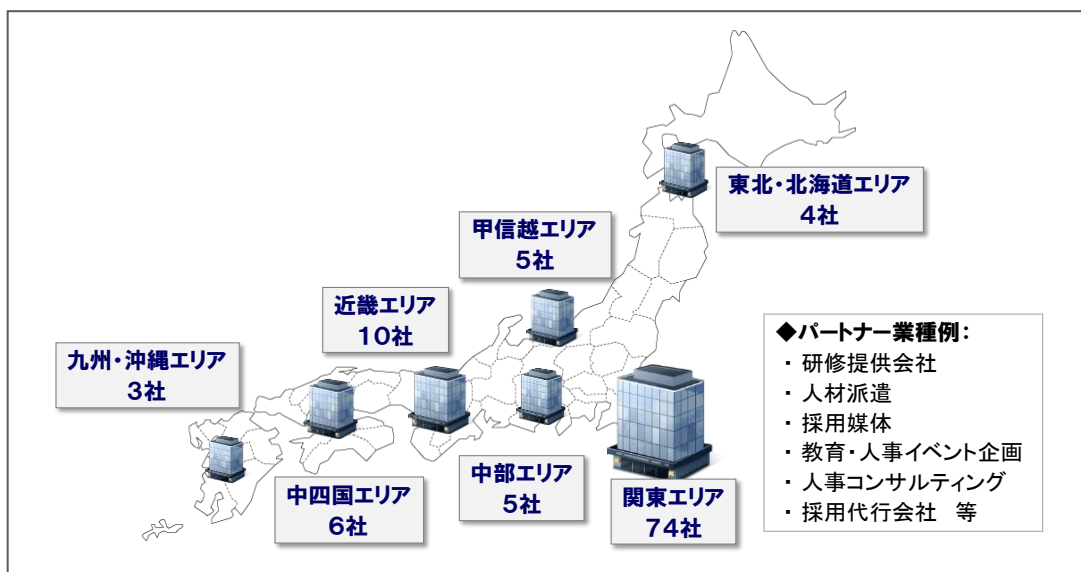 東北・北海道エリア
4社
甲信越エリア
5社
近畿エリア
10社
九州・沖縄エリア
3社
中四国エリア
6社
中部エリア
5社
関東エリア
74社
◆パートナー業種例:
・ 研修提供会社
・ 人材派遣
・ 採用媒体
・ 教育・人事イベント企画
・ 人事コンサルティング
・ 採用代行会社　等